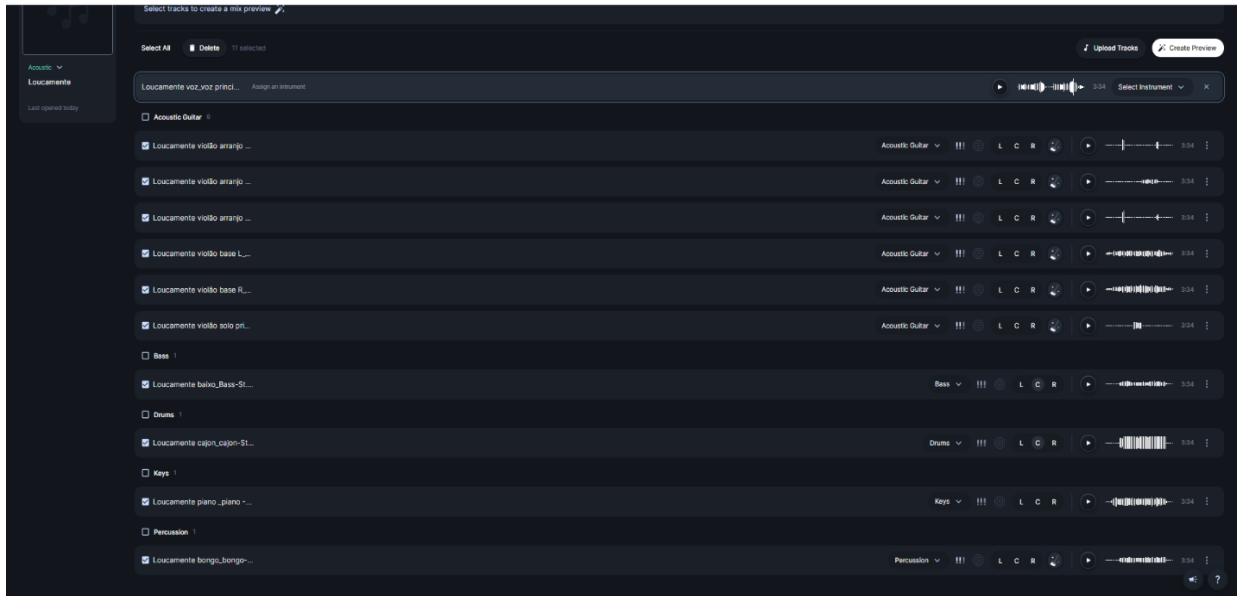 Select tracks to create a mix preview
Select All Delete 11 selected Upload Tracks Create Preview
Acoustic
Loucamente
Last opened today
Loucamente voz_voz princi... Assign an intrument 3:34 Select Instrument
Acoustic Guitar 6
Loucamente violão arranjo ... Acoustic Guitar L C R 3:34
Loucamente violão arranjo ... Acoustic Guitar L C R 3:34
Loucamente violão arranjo ... Acoustic Guitar L C R 3:34
Loucamente violão base L_... Acoustic Guitar L C R 3:34
Loucamente violão base R_... Acoustic Guitar L C R 3:34
Loucamente violão solo pri... Acoustic Guitar L C R 3:34
Bass 1
Loucamente baixo_Bass-St... Bass L C R 3:34
Drums 1
Loucamente cajon_cajon-St... Drums L C R 3:34
Keys 1
Loucamente piano _piano -... Keys L C R 3:34
Percussion 1
Loucamente bongo_bongo-... Percussion L C R 3:34
?